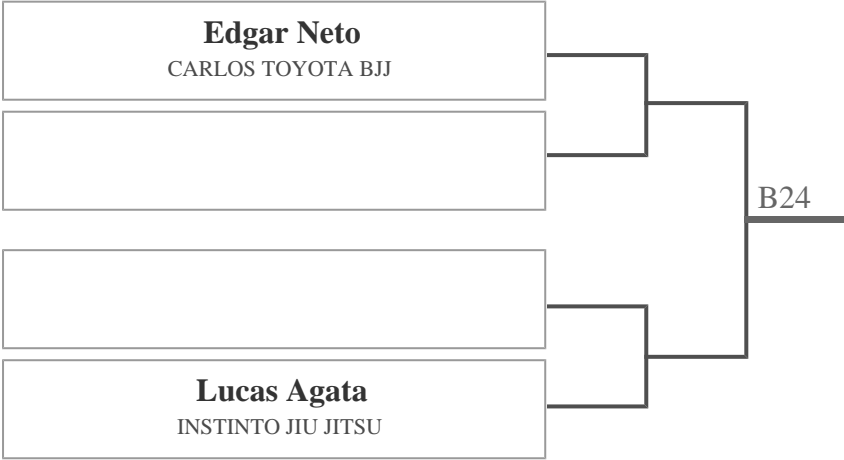 Edgar Neto
CARLOS TOYOTA BJJ
B24
Lucas Agata
INSTINTO JIU JITSU